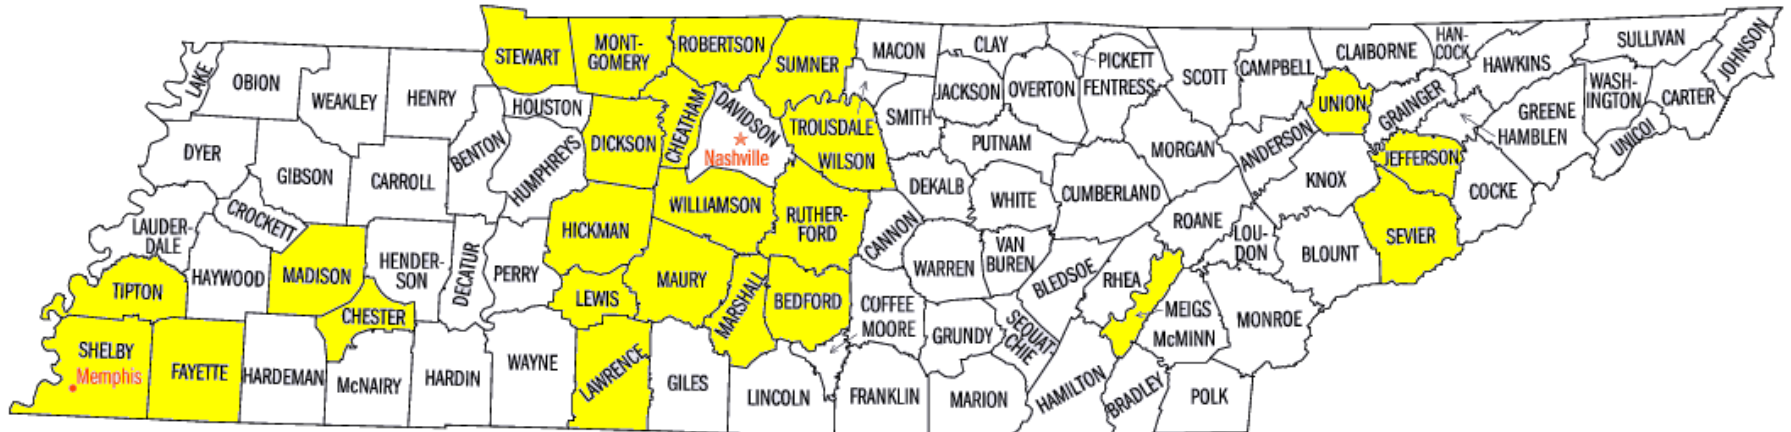 LAKE
OBION
WEAKLEY
HENRY
STEWART
MONT-
GOMERY
ROBERTSON
SUMNER
MACON
CLAY
PICKETT
FENTRESS
SCOTT
CAMPBELL
CLAIBORNE
HAN-
COCK
HAWKINS
SULLIVAN
JOHNSON
HOUSTON
DICKSON
CHEATHAM
DAVIDSON
Nashville
TROUSDALE
WILSON
SMITH
JACKSON
OVERTON
PUTNAM
MORGAN
ANDERSON
UNION
GRAINGER
HAMBLEN
GREENE
WASH-
INGTON
CARTER
UNICOI
DYER
GIBSON
CARROLL
BENTON
HUMPHREYS
HICKMAN
WILLIAMSON
RUTHER-
FORD
CANNON
DEKALB
WHITE
CUMBERLAND
ROANE
LOU-
DON
KNOX
JEFFERSON
COCKE
SEVIER
BLOUNT
LAUDER-
DALE
CROCKETT
HAYWOOD
MADISON
HENDER-
SON
DECATUR
PERRY
LEWIS
MAURY
MARSHALL
BEDFORD
COFFEE
MOORE
WARREN
VAN
BUREN
BLEDSOE
RHEA
MEIGS
McMINN
MONROE
TIPTON
SHELBY
Memphis
FAYETTE
HARDEMAN
CHESTER
McNAIRY
HARDIN
WAYNE
LAWRENCE
GILES
LINCOLN
FRANKLIN
GRUNDY
SEQUAT-
CHIE
MARION
HAMILTON
BRADLEY
POLK